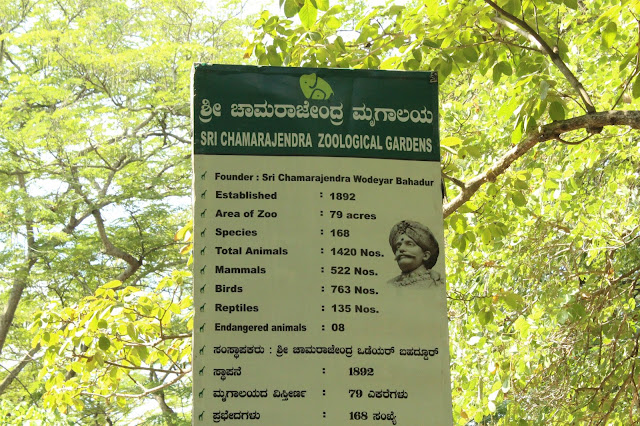 ಶ್ರೀ ಚಾಮರಾಜೇಂದ್ರ ಮೃಗಾಲಯ
SRI CHAMARAJENDRA ZOOLOGICAL GARDENS
Founder : Sri Chamarajendra Wodeyar Bahadur
Established : 1892
Area of Zoo : 79 acres
Species : 168
Total Animals : 1420 Nos.
Mammals : 522 Nos.
Birds : 763 Nos.
Reptiles : 135 Nos.
Endangered animals : 08
ಸಂಸ್ಥಾಪಕರು : ಶ್ರೀ ಚಾಮರಾಜೇಂದ್ರ ಒಡೆಯರ್ ಬಹದ್ದೂರ್
ಸ್ಥಾಪನೆ : 1892
ಮೃಗಾಲಯದ ವಿಸ್ತೀರ್ಣ : 79 ಎಕರೆಗಳು
ಪ್ರಭೇದಗಳು : 168 ಸಂಖ್ಯೆ